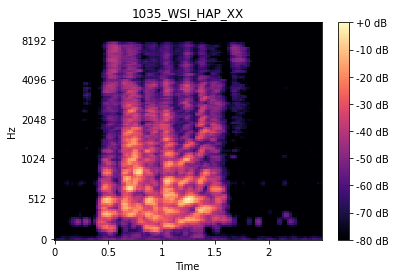 1035_WSI_HAP_XX
+0 dB
8192
-10 dB
4096
-20 dB
-30 dB
2048
Hz
-40 dB
1024
-50 dB
512
-60 dB
-70 dB
0
-80 dB
0 0.5 1 1.5 2
Time